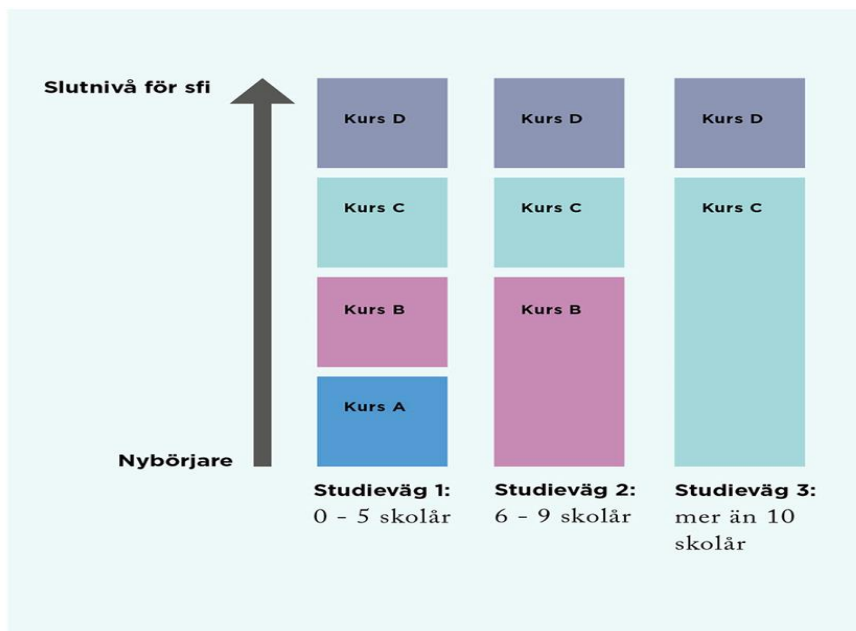 Slutnivå för sfi
Kurs D
Kurs D
Kurs D
Kurs C
Kurs C
Kurs C
Kurs B
Kurs B
Kurs A
Nybörjare
Studieväg 1:
0 - 5 skolår
Studieväg 2:
6 - 9 skolår
Studieväg 3:
mer än 10
skolår